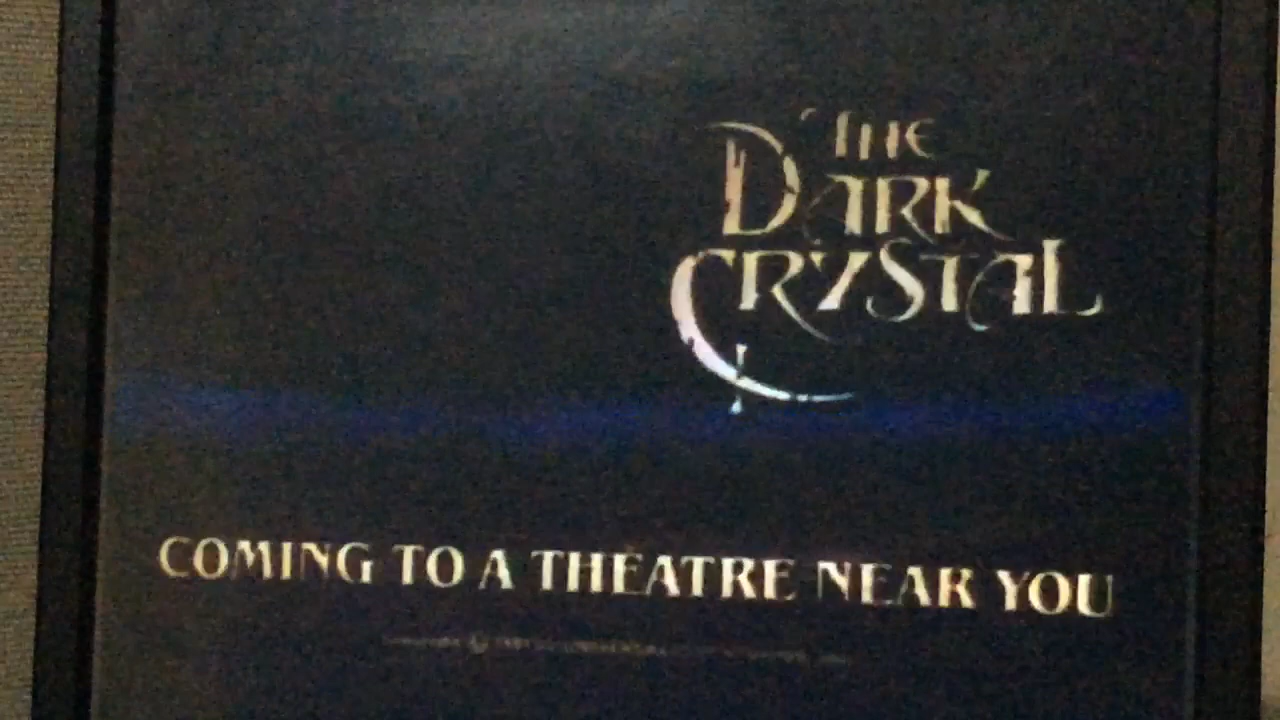 THE
DARK
CRYSTAL
COMING TO A THEATRE NEAR YOU